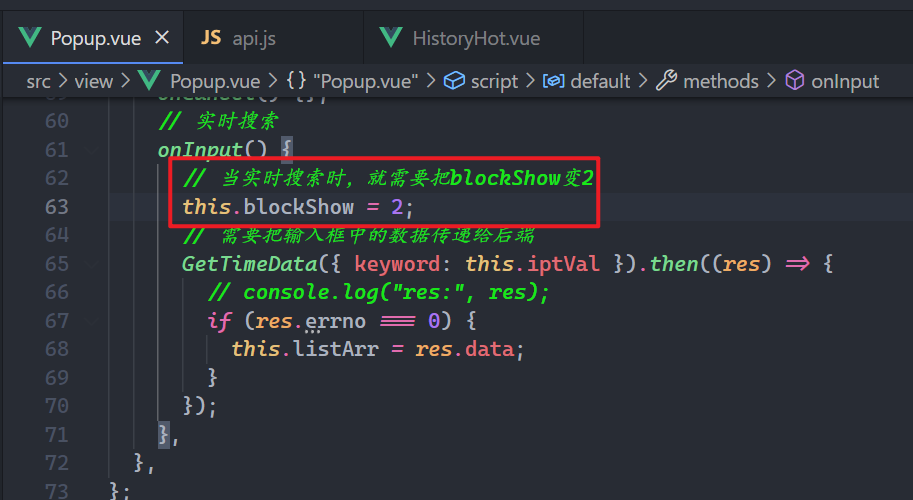 Popup.vue ×
JS api.js
HistoryHot.vue
src > view > Popup.vue > {} "Popup.vue" > script > default > methods > onInput
60 // 实时搜索
61 onInput() {
62 // 当实时搜索时，就需要把blockShow变2
63 this.blockShow = 2;
64 // 需要把输入框中的数据传递给后端
65 GetTimeData({ keyword: this.iptVal }).then((res) => {
66 // console.log("res:", res);
67 if (res.errno === 0) {
68 this.listArr = res.data;
69 }
70 });
71 },
72 },
73 };